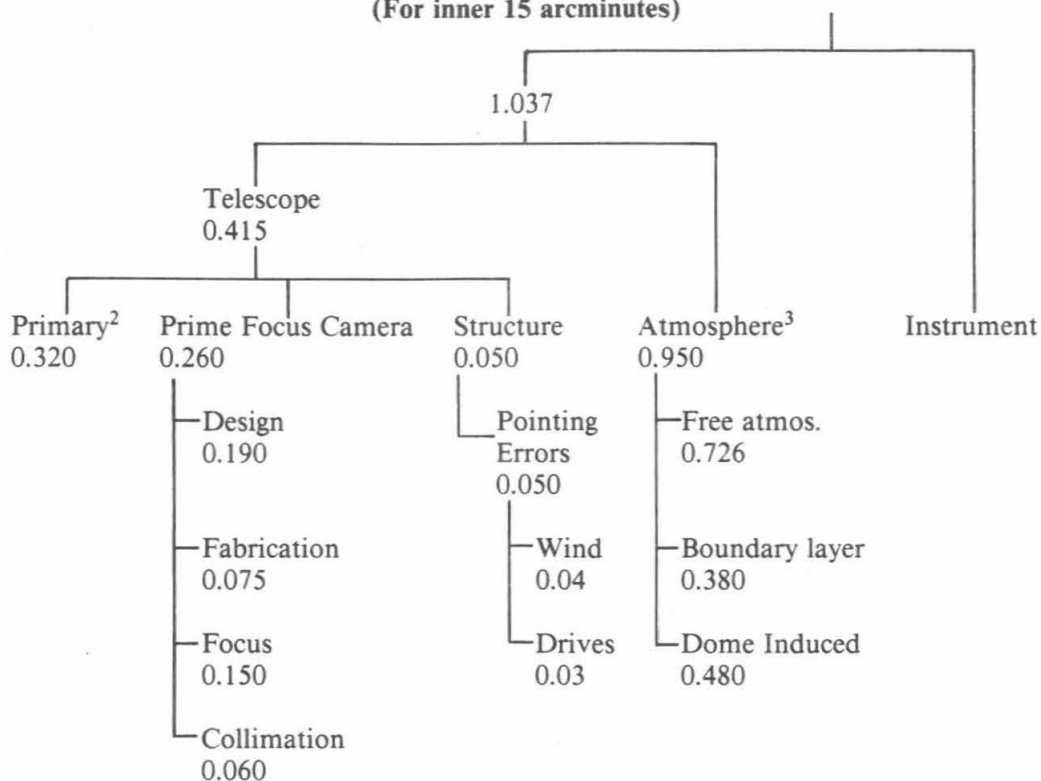 (For inner 15 arcminutes)
1.037
Telescope
0.415
Primary² Prime Focus Camera Structure Atmosphere³ Instrument
0.320 0.260 0.050 0.950
Design Pointing Free atmos.
0.190 Errors 0.726
0.050
Fabrication Wind Boundary layer
0.075 0.04 0.380
Focus Drives Dome Induced
0.150 0.03 0.480
Collimation
0.060